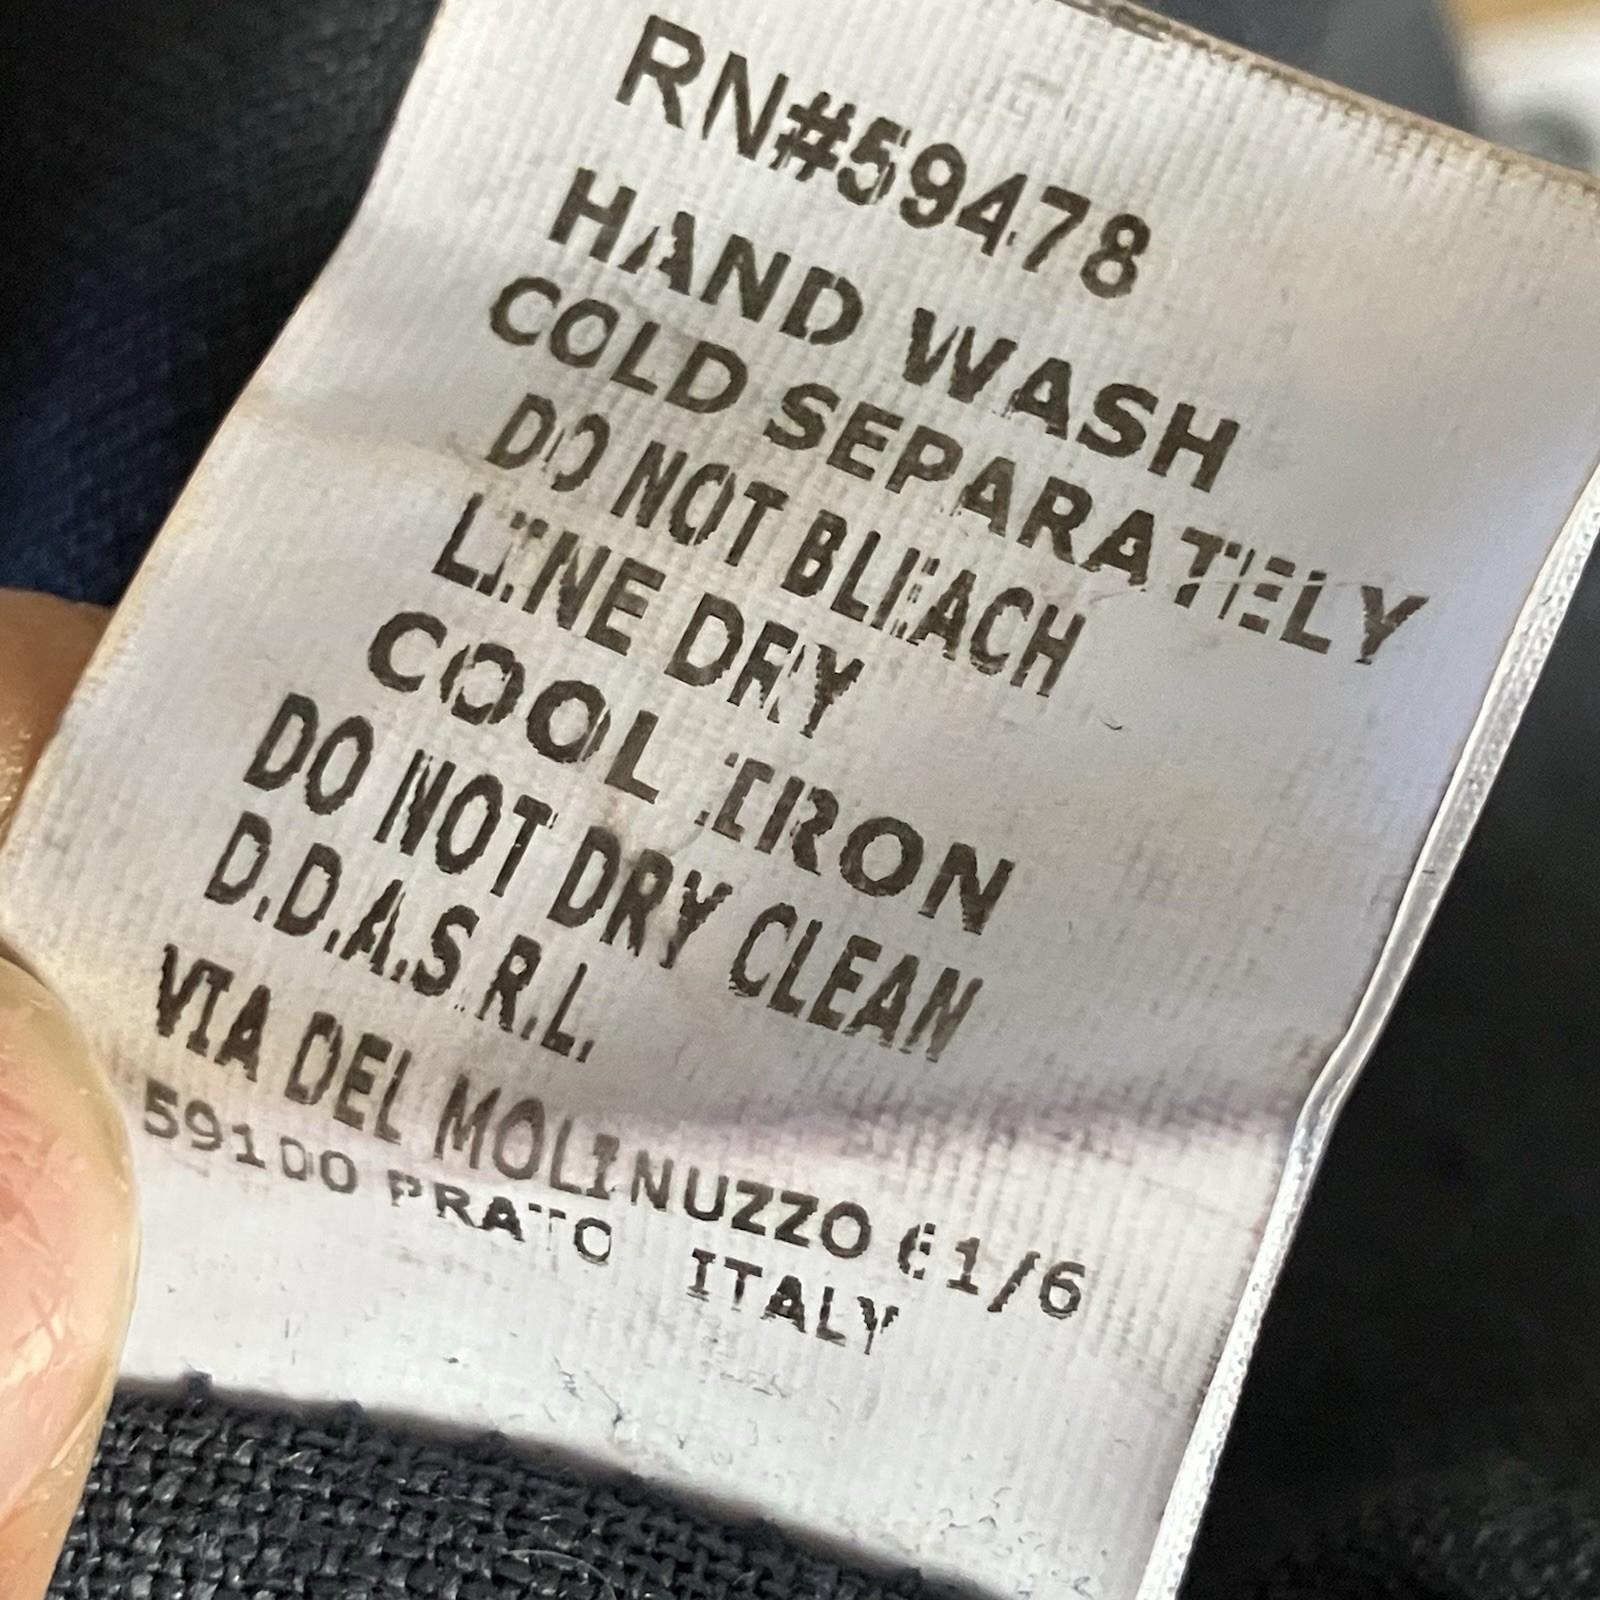 RN#59478
HAND WASH
COLD SEPARATELY
DO NOT BLEACH
LINE DRY
COOL IRON
DO NOT DRY CLEAN
D.D.A.S R.L.
VIA DEL MOLINUZZO 61/6
59100 PRATO ITALY